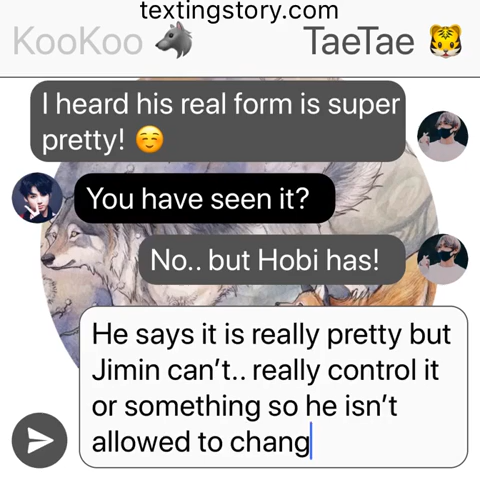 textingstory.com
KooKoo 🐺 TaeTae 🐯
I heard his real form is super
pretty! ☺️
You have seen it?
No.. but Hobi has!
He says it is really pretty but
Jimin can’t.. really control it
or something so he isn’t
allowed to chang